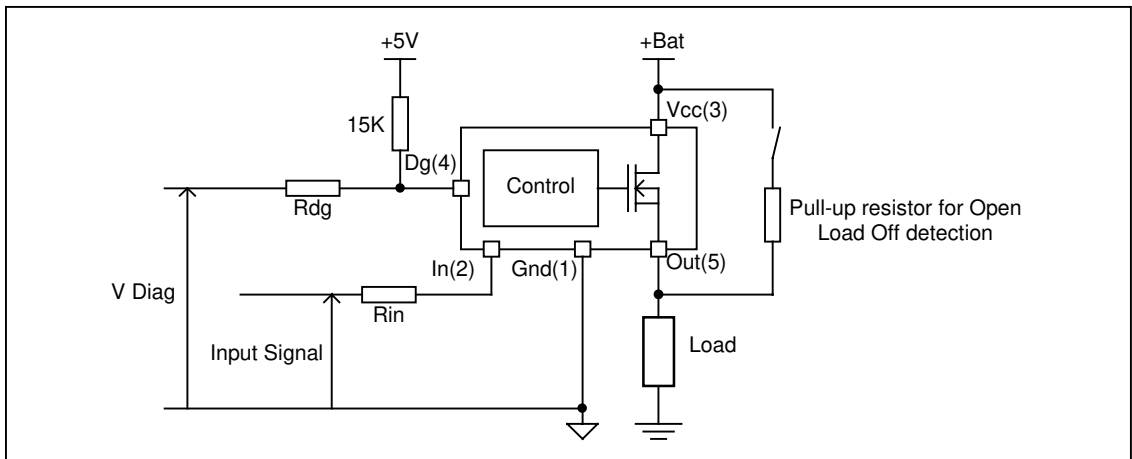 +5V
+Bat
Vcc(3)
15K
Dg(4)
Control
Rdg
Pull-up resistor for Open
Load Off detection
In(2)
Gnd(1)
Out(5)
V Diag
Rin
Input Signal
Load